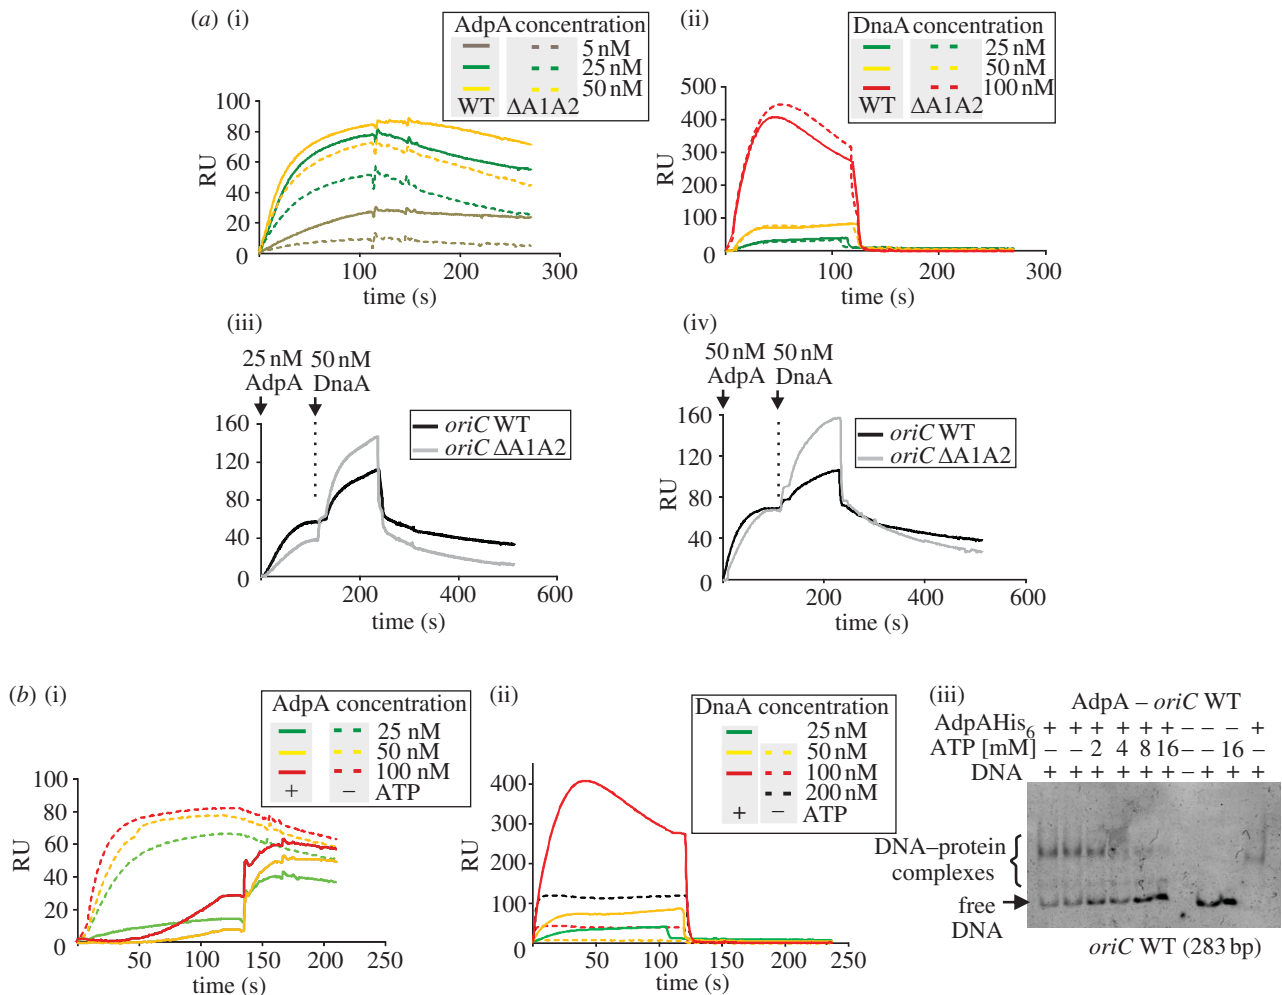 (a) (i)
AdpA concentration
5 nM
25 nM
50 nM
WT ΔA1A2
100
80
60
40
20
0
RU
100 200 300
time (s)
(ii)
DnaA concentration
25 nM
50 nM
100 nM
WT ΔA1A2
500
400
300
200
100
0
RU
100 200 300
time (s)
(iii)
25 nM 50 nM
AdpA DnaA
oriC WT
oriC ΔA1A2
160
120
80
40
0
RU
200 400 600
time (s)
(iv)
50 nM 50 nM
AdpA DnaA
oriC WT
oriC ΔA1A2
160
120
80
40
0
RU
200 400 600
time (s)
(b) (i)
AdpA concentration
25 nM
50 nM
100 nM
+ – ATP
100
80
60
40
20
0
RU
50 100 150 200 250
time (s)
(ii)
DnaA concentration
25 nM
50 nM
100 nM
200 nM
+ – ATP
400
300
200
100
0
RU
50 100 150 200 250
time (s)
(iii)
AdpA – oriC WT
AdpAHis6 + + + + + + – – – +
ATP [mM] – – 2 4 8 16 – – 16 –
DNA + + + + + + – + + +
DNA–protein
complexes
free
DNA
oriC WT (283 bp)